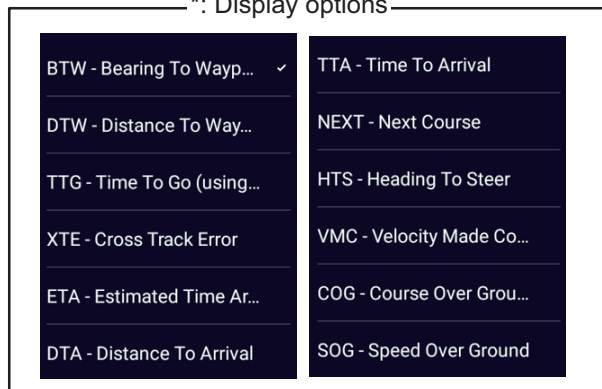 *: Display options
BTW - Bearing To Wayp...
DTW - Distance To Way...
TTG - Time To Go (using...
XTE - Cross Track Error
ETA - Estimated Time Ar...
DTA - Distance To Arrival
TTA - Time To Arrival
NEXT - Next Course
HTS - Heading To Steer
VMC - Velocity Made Co...
COG - Course Over Grou...
SOG - Speed Over Ground